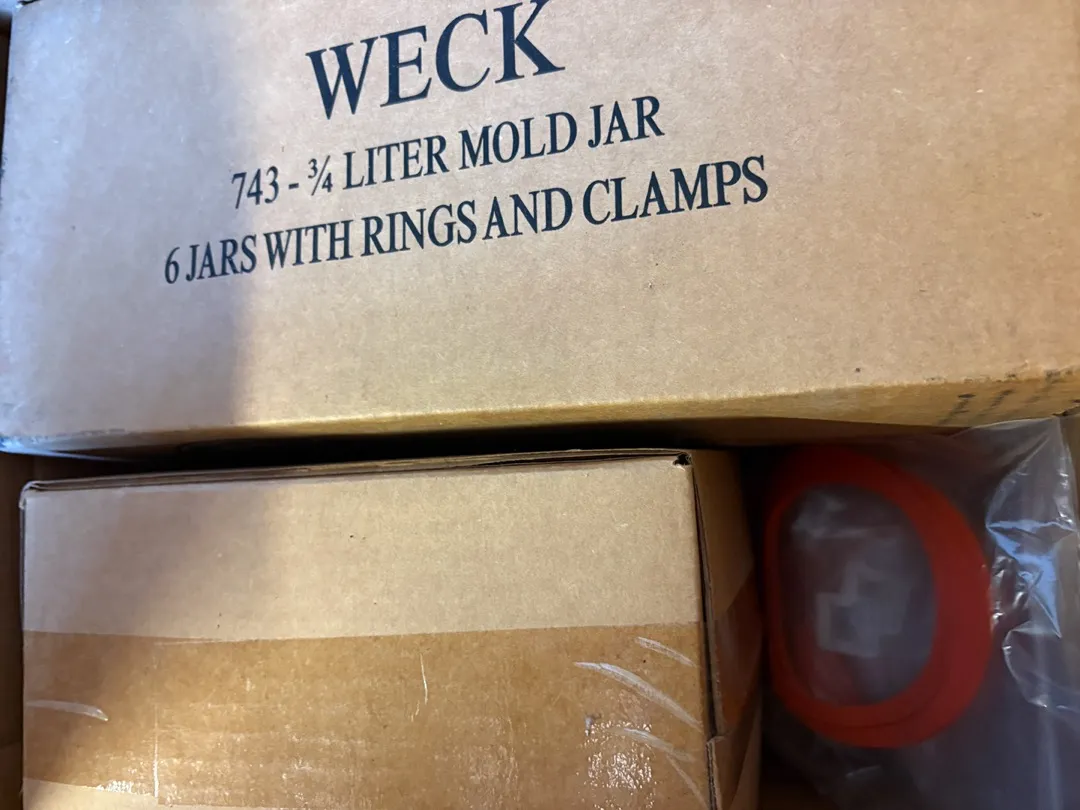 WECK
743 - ¾ LITER MOLD JAR
6 JARS WITH RINGS AND CLAMPS